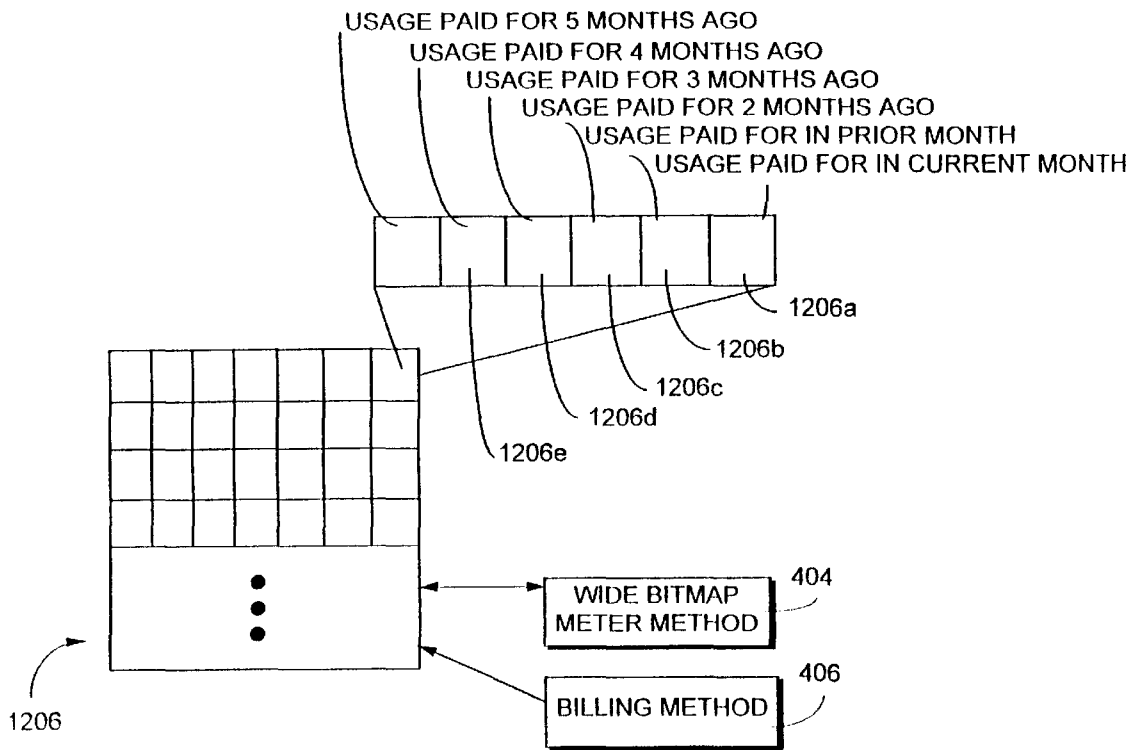 USAGE PAID FOR 5 MONTHS AGO
USAGE PAID FOR 4 MONTHS AGO
USAGE PAID FOR 3 MONTHS AGO
USAGE PAID FOR 2 MONTHS AGO
USAGE PAID FOR IN PRIOR MONTH
USAGE PAID FOR IN CURRENT MONTH
1206a
1206b
1206c
1206d
1206e
404
WIDE BITMAP
METER METHOD
406
BILLING METHOD
1206